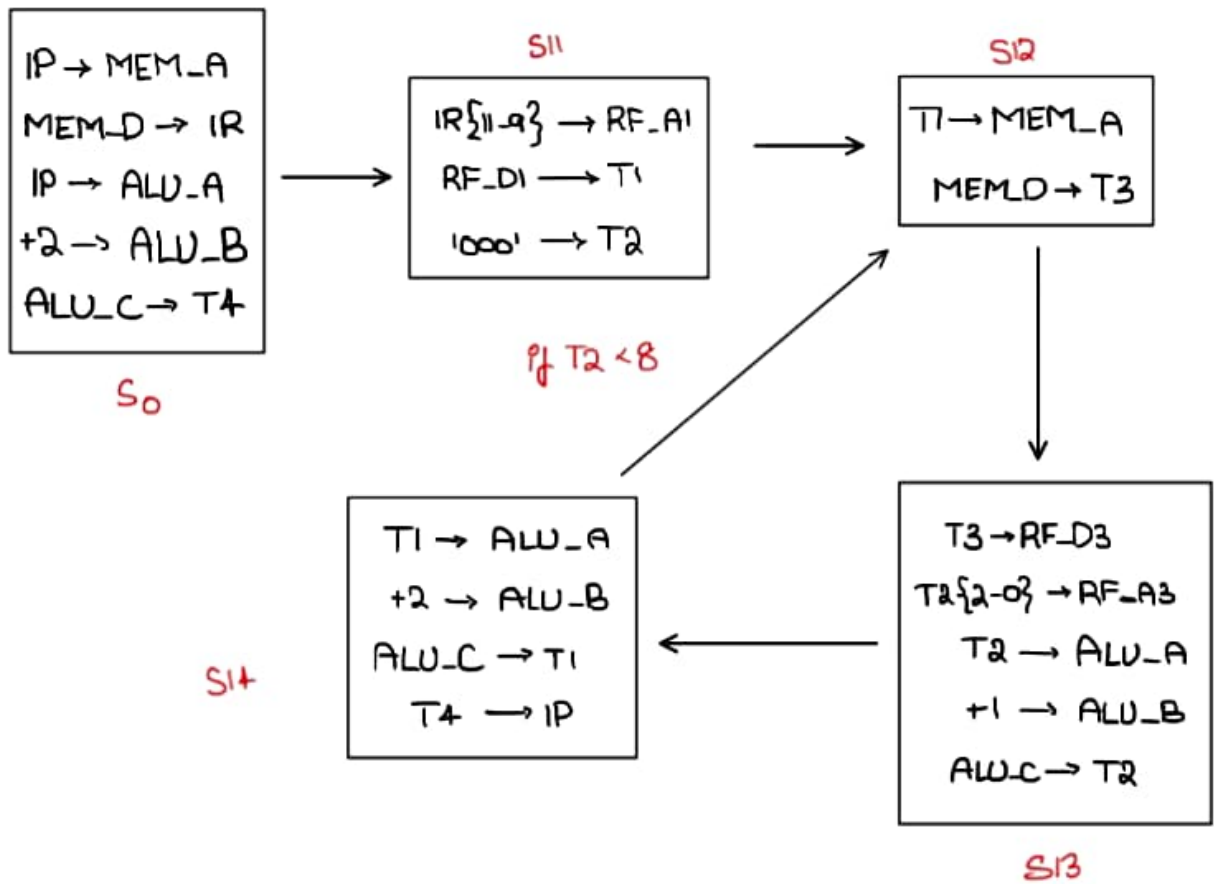 IP → MEM_A
MEM_D → IR
IP → ALU_A
+2 → ALU_B
ALU_C → T4
S0
S11
IR{11-9} → RF_A1
RF_D1 → T1
'000' → T2
S12
T1 → MEM_A
MEM_D → T3
if T2 < 8
T1 → ALU_A
+2 → ALU_B
ALU_C → T1
T4 → IP
S14
T3 → RF_D3
T2{2-0} → RF_A3
T2 → ALU_A
+1 → ALU_B
ALU_C → T2
S13